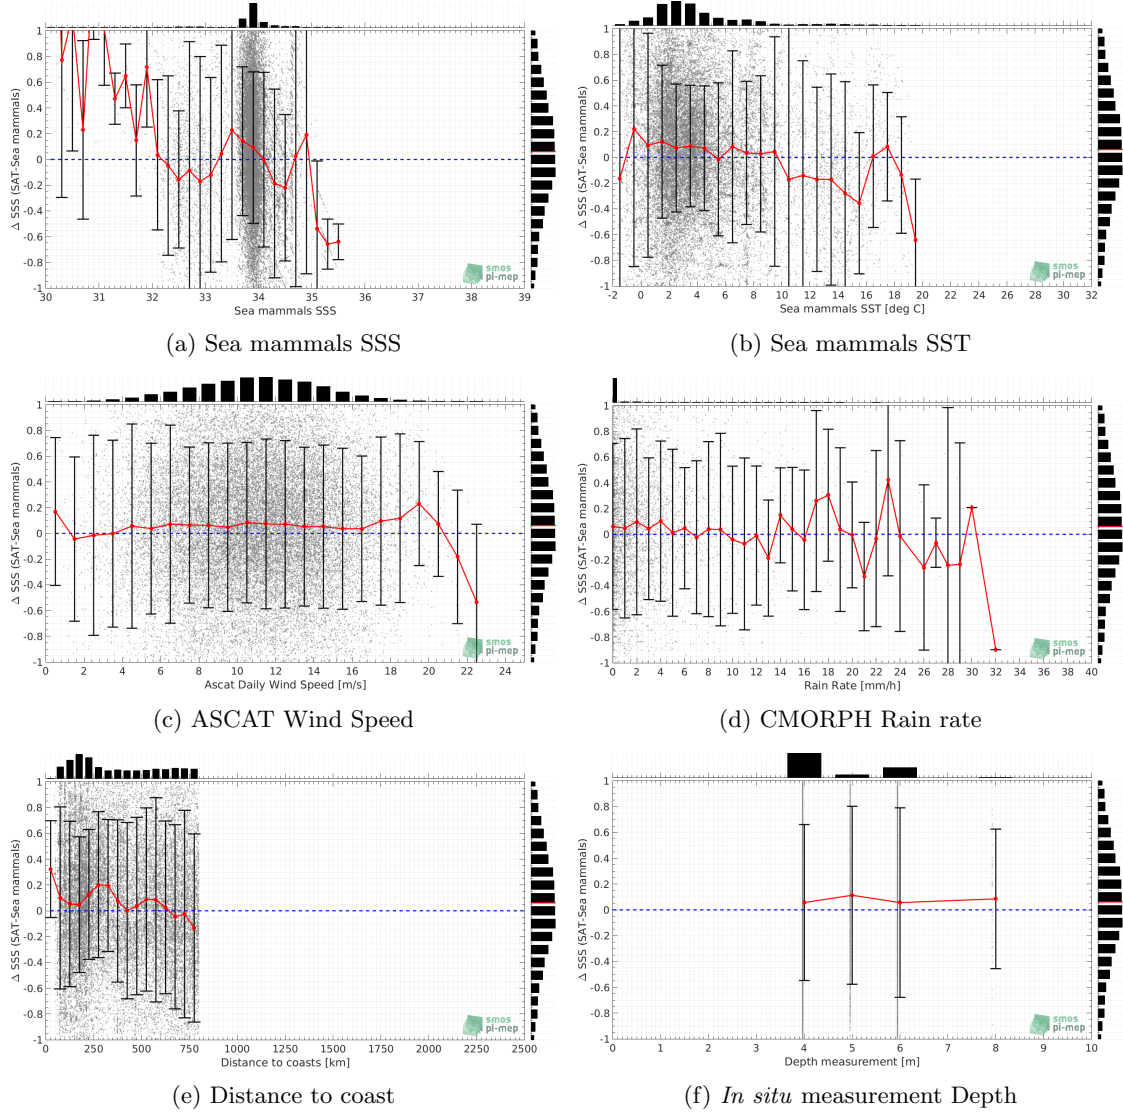 Δ SSS (SAT-Sea mammals)
1
0.8
0.6
0.4
0.2
0
-0.2
-0.4
-0.6
-0.8
-1
30 31 32 33 34 35 36 37 38 39
Sea mammals SSS
smos
pi-mep
(a) Sea mammals SSS
Δ SSS (SAT-Sea mammals)
1
0.8
0.6
0.4
0.2
0
-0.2
-0.4
-0.6
-0.8
-1
-2 0 2 4 6 8 10 12 14 16 18 20 22 24 26 28 30 32
Sea mammals SST [deg C]
smos
pi-mep
(b) Sea mammals SST
Δ SSS (SAT-Sea mammals)
1
0.8
0.6
0.4
0.2
0
-0.2
-0.4
-0.6
-0.8
-1
0 2 4 6 8 10 12 14 16 18 20 22 24
Ascat Daily Wind Speed [m/s]
smos
pi-mep
(c) ASCAT Wind Speed
Δ SSS (SAT-Sea mammals)
1
0.8
0.6
0.4
0.2
0
-0.2
-0.4
-0.6
-0.8
-1
0 2 4 6 8 10 12 14 16 18 20 22 24 26 28 30 32 34 36 38 40
Rain Rate [mm/h]
smos
pi-mep
(d) CMORPH Rain rate
Δ SSS (SAT-Sea mammals)
1
0.8
0.6
0.4
0.2
0
-0.2
-0.4
-0.6
-0.8
-1
0 250 500 750 1000 1250 1500 1750 2000 2250 2500
Distance to coasts [km]
smos
pi-mep
(e) Distance to coast
Δ SSS (SAT-Sea mammals)
1
0.8
0.6
0.4
0.2
0
-0.2
-0.4
-0.6
-0.8
-1
0 1 2 3 4 5 6 7 8 9 10
Depth measurement [m]
smos
pi-mep
(f) In situ measurement Depth